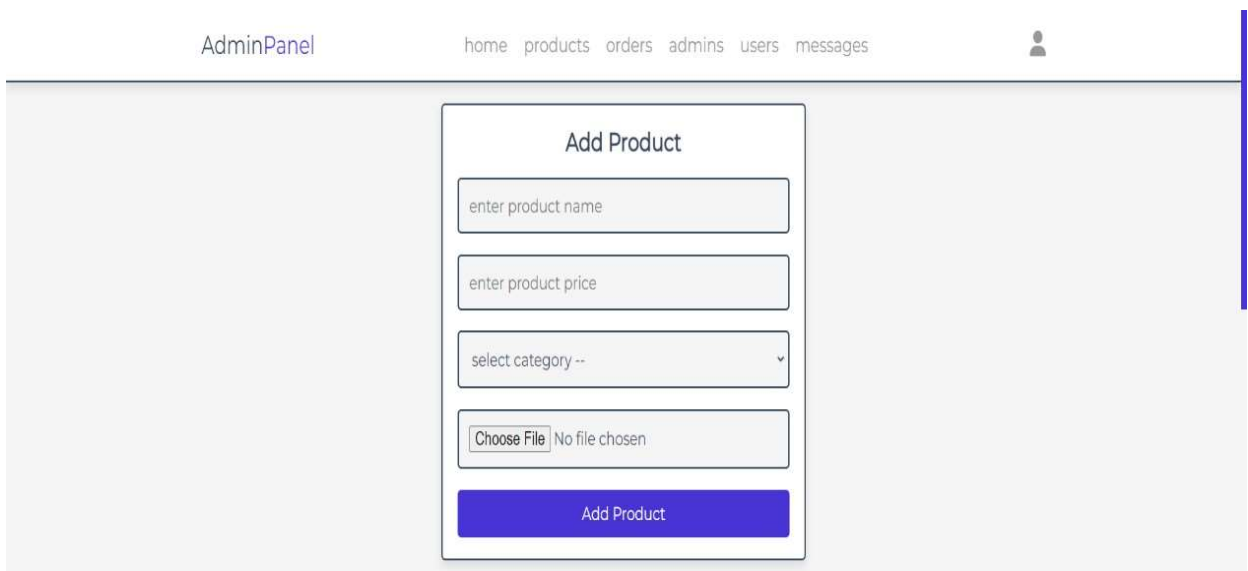 AdminPanel
home products orders admins users messages
Add Product
enter product name
enter product price
select category --
Choose File No file chosen
Add Product